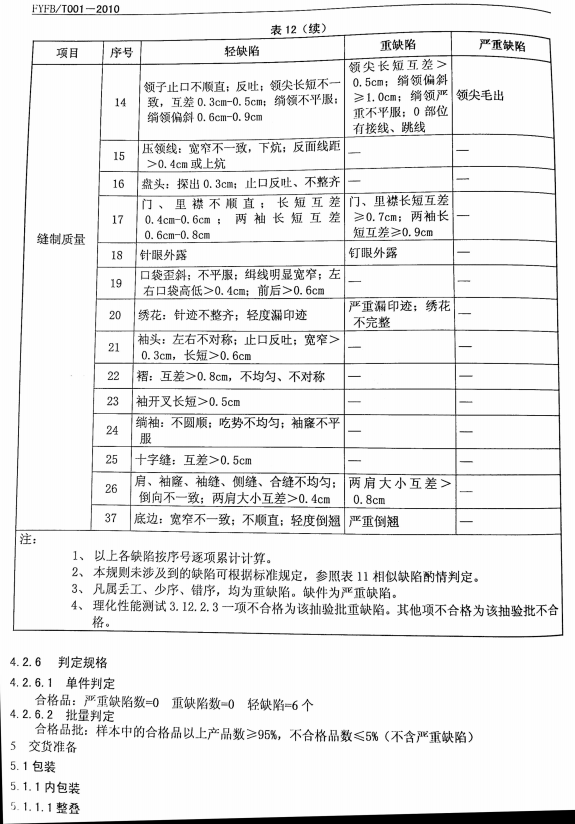 FYFB/T001—2010
表 12（续）
项目 序号 轻缺陷 重缺陷 严重缺陷
缝制质量
14 领子止口不顺直；反吐；领尖长短不一
致，互差 0.3cm-0.5cm；绱领不平服；
绱领偏斜 0.6cm-0.9cm
领尖长短互差＞
0.5cm；绱领偏斜
≥1.0cm；绱领严
重不平服；0 部位
有接线、跳线
领尖毛出
15 压领线：宽窄不一致，下炕；反面线距
＞0.4cm 或上炕
— —
16 盘头：探出 0.3cm；止口反吐、不整齐 — —
17 门、里襟不顺直；长短互差
0.4cm-0.6cm；两袖长短互差
0.6cm-0.8cm
门、里襟长短互差
≥0.7cm；两袖长
短互差≥0.9cm
—
18 针眼外露 钉眼外露 —
19 口袋歪斜；不平服；缉线明显宽窄；左
右口袋高低＞0.4cm；前后＞0.6cm
— —
20 绣花：针迹不整齐；轻度漏印迹
严重漏印迹；绣花
不完整
—
21 袖头：左右不对称；止口反吐；宽窄＞
0.3cm，长短＞0.6cm
— —
22 褶：互差＞0.8cm，不均匀、不对称 — —
23 袖开叉长短＞0.5cm — —
24 绱袖：不圆顺；吃势不均匀；袖窿不平
服
— —
25 十字缝：互差＞0.5cm — —
26 肩、袖窿、袖缝、侧缝、合缝不均匀；
倒向不一致；两肩大小互差＞0.4cm
两肩大小互差＞
0.8cm
—
37 底边：宽窄不一致；不顺直；轻度倒翘 严重倒翘 —
注：
1、 以上各缺陷按序号逐项累计计算。
2、 本规则未涉及到的缺陷可根据标准规定，参照表 11 相似缺陷酌情判定。
3、 凡属丢工、少序、错序，均为重缺陷。缺件为严重缺陷。
4、 理化性能测试 3.12.2.3 一项不合格为该抽验批重缺陷。其他项不合格为该抽验批不合
格。
4.2.6 判定规格
4.2.6.1 单件判定
合格品：严重缺陷数=0 重缺陷数=0 轻缺陷=6 个
4.2.6.2 批量判定
合格品批：样本中的合格品以上产品数≥95%，不合格品数≤5%（不含严重缺陷）
5 交货准备
5.1 包装
5.1.1 内包装
5.1.1.1 整叠